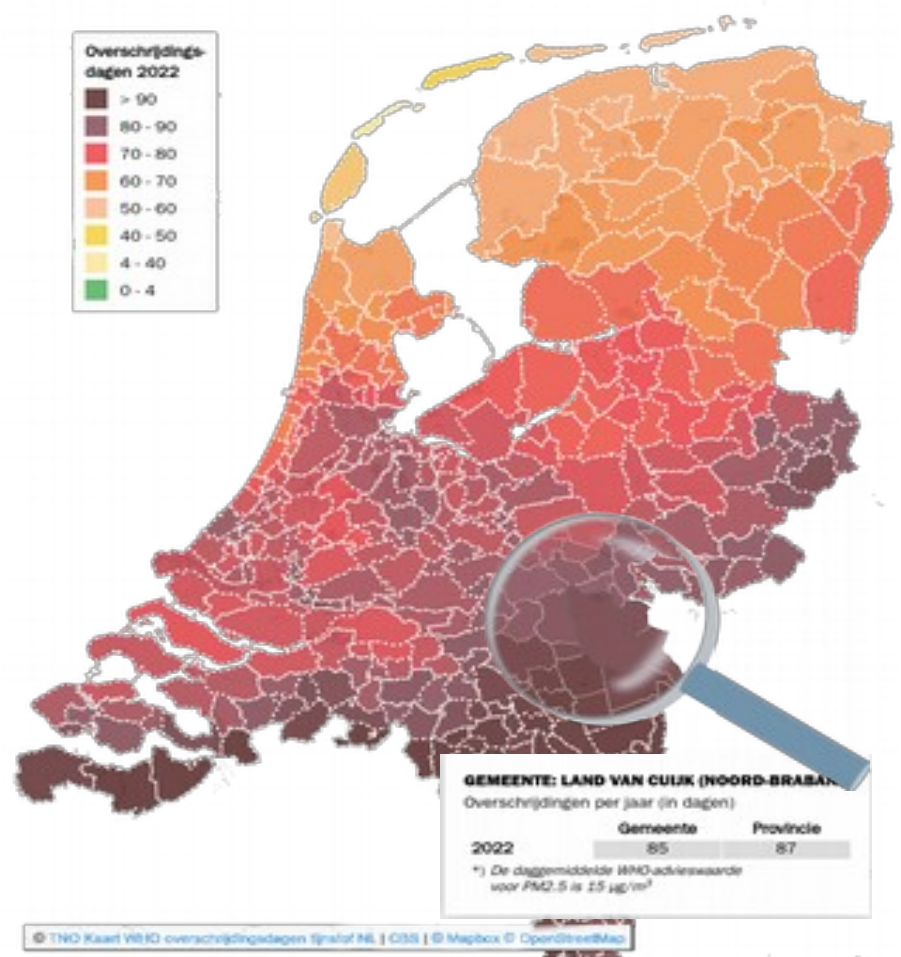 Overschrijdings-
dagen 2022
> 90
80 - 90
70 - 80
60 - 70
50 - 60
40 - 50
4 - 40
0 - 4
GEMEENTE: LAND VAN CUIJK (NOORD-BRABAN
Overschrijdingen per jaar (in dagen)
Gemeente Provincie
2022 85 87
*) De daggemiddelde WHO-advieswaarde
voor PM2.5 is 15 µg/m³
© TNO Kaart WHO overschrijdingsdagen fijnstof NL | CBS | © Mapbox © OpenStreetMap